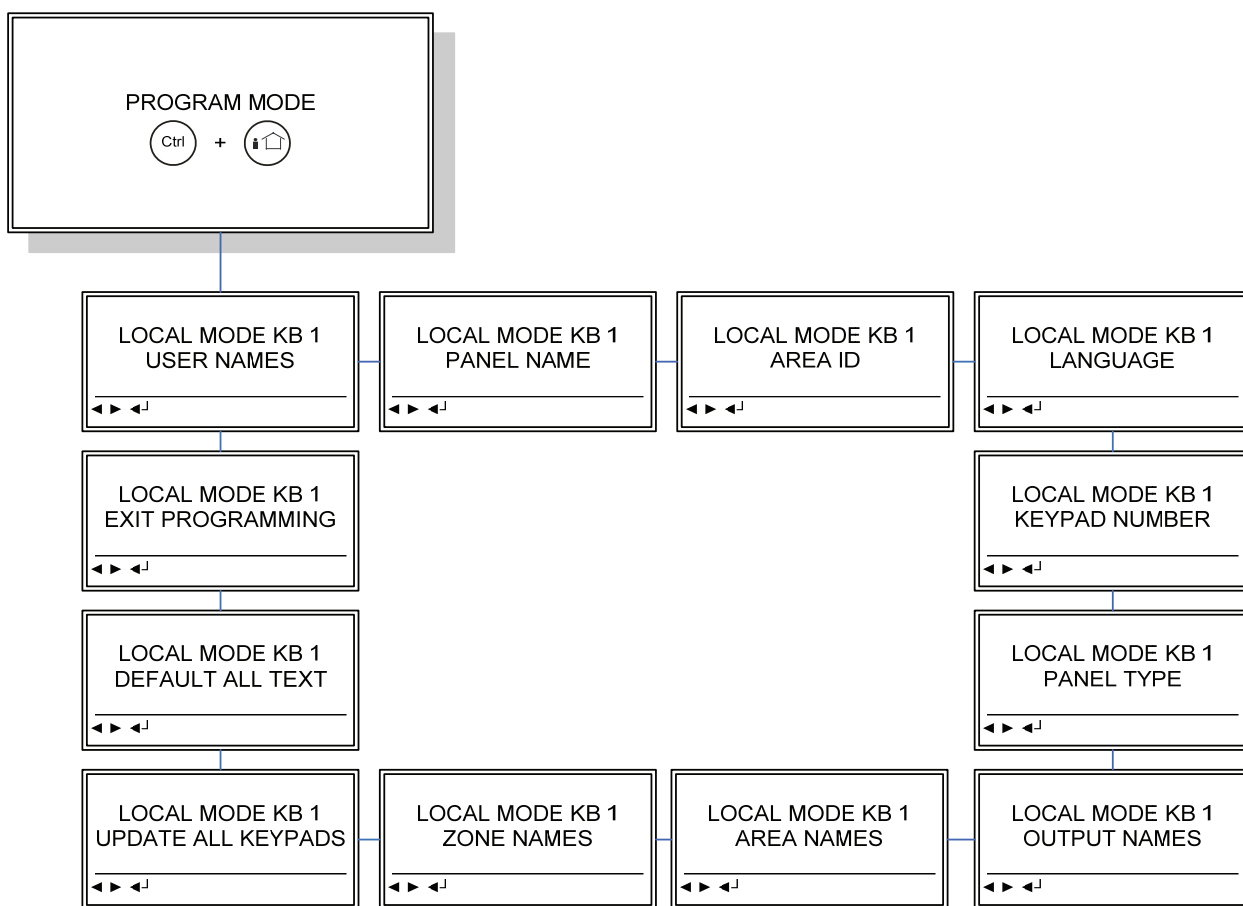 PROGRAM MODE
Ctrl +
LOCAL MODE KB 1
USER NAMES
LOCAL MODE KB 1
PANEL NAME
LOCAL MODE KB 1
AREA ID
LOCAL MODE KB 1
LANGUAGE
LOCAL MODE KB 1
EXIT PROGRAMMING
LOCAL MODE KB 1
KEYPAD NUMBER
LOCAL MODE KB 1
DEFAULT ALL TEXT
LOCAL MODE KB 1
PANEL TYPE
LOCAL MODE KB 1
UPDATE ALL KEYPADS
LOCAL MODE KB 1
ZONE NAMES
LOCAL MODE KB 1
AREA NAMES
LOCAL MODE KB 1
OUTPUT NAMES